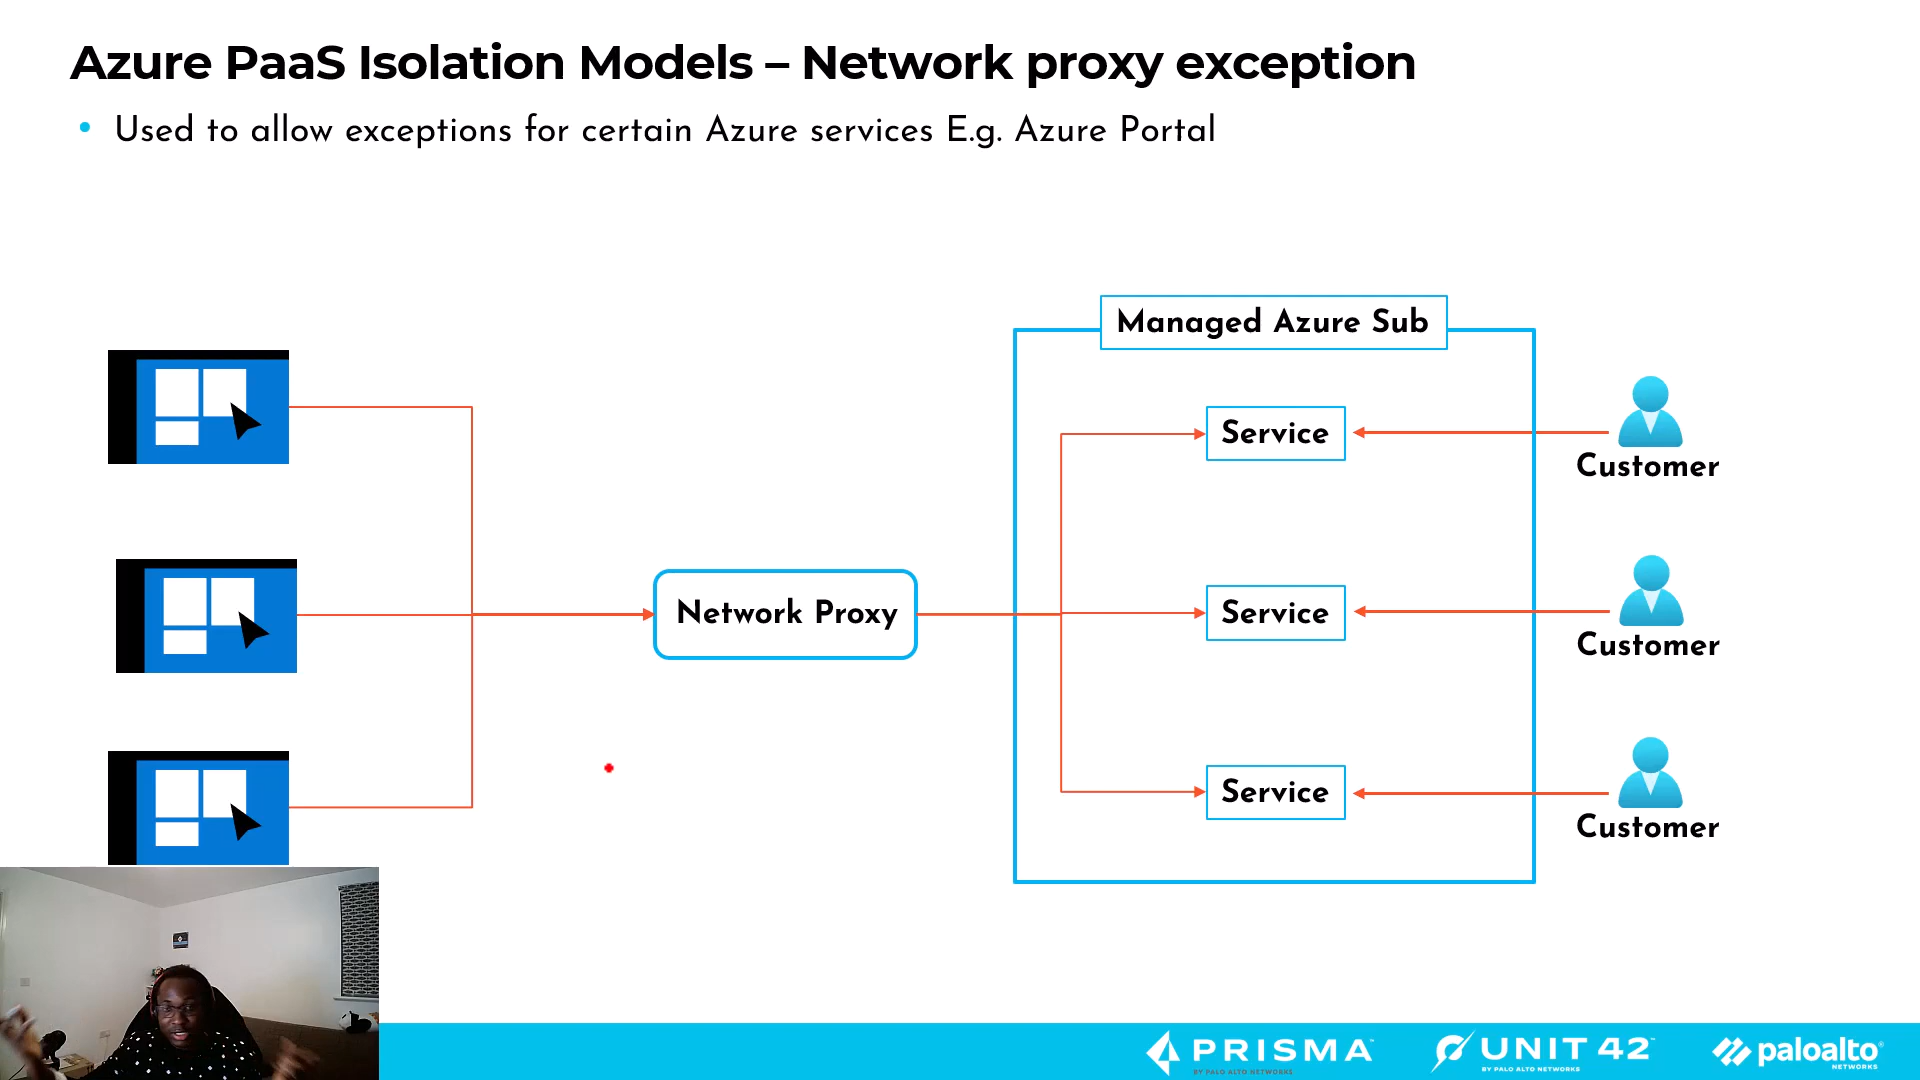 Azure PaaS Isolation Models – Network proxy exception
• Used to allow exceptions for certain Azure services E.g. Azure Portal
Managed Azure Sub
Service
Customer
Network Proxy
Service
Customer
Service
Customer
PRISMA™
BY PALO ALTO NETWORKS
UNIT 42™
BY PALO ALTO NETWORKS
paloalto®
NETWORKS